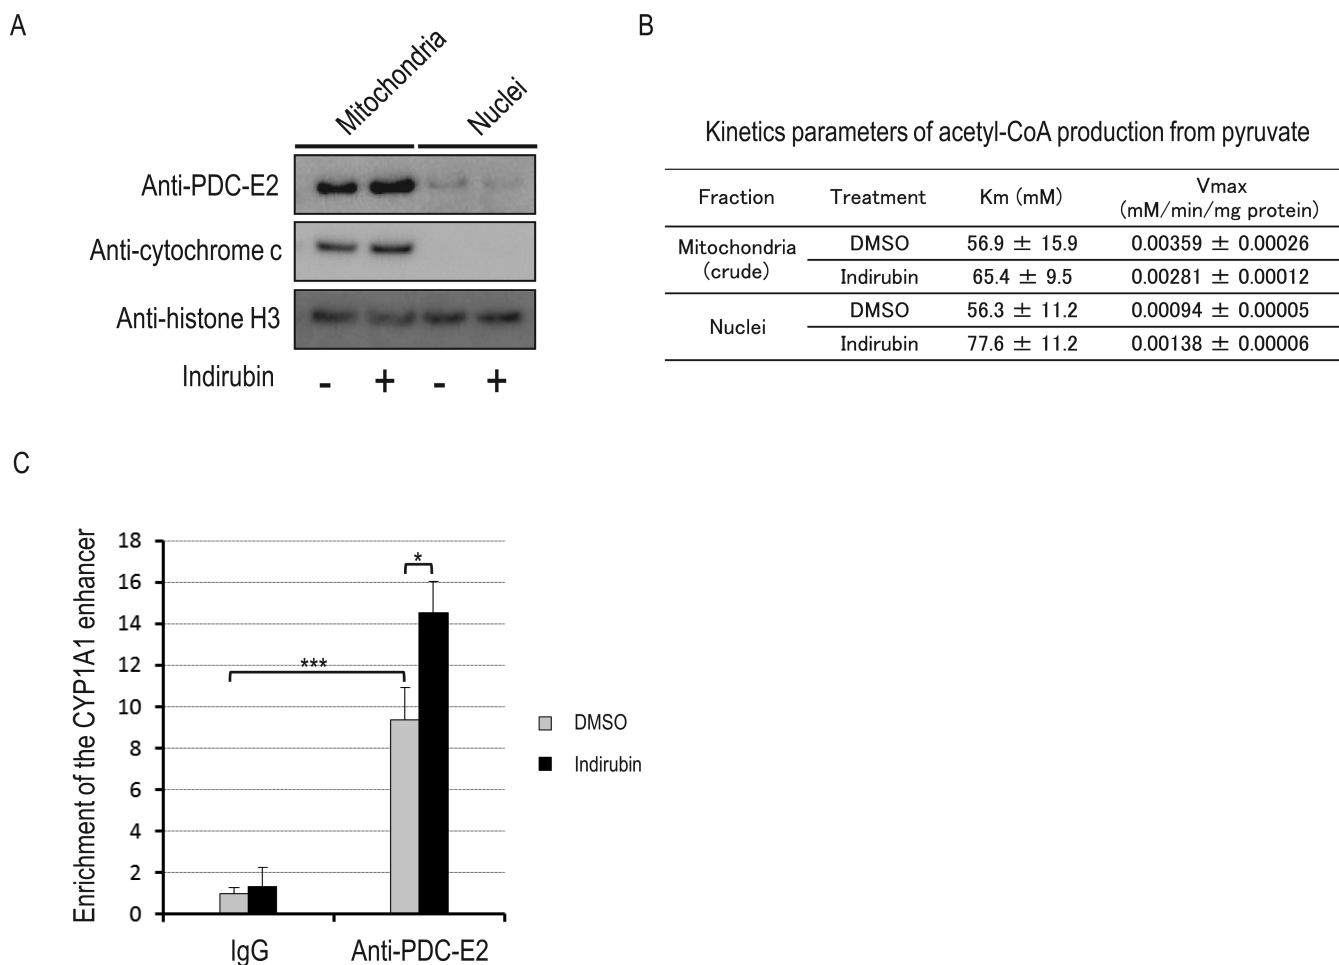 A
Mitochondria
Nuclei
Anti-PDC-E2
Anti-cytochrome c
Anti-histone H3
Indirubin - + - +
B
Kinetics parameters of acetyl-CoA production from pyruvate
Fraction Treatment Km (mM) Vmax (mM/min/mg protein)
Mitochondria (crude) DMSO 56.9 ± 15.9 0.00359 ± 0.00026
Indirubin 65.4 ± 9.5 0.00281 ± 0.00012
Nuclei DMSO 56.3 ± 11.2 0.00094 ± 0.00005
Indirubin 77.6 ± 11.2 0.00138 ± 0.00006
C
Enrichment of the CYP1A1 enhancer
18
16
14
12
10
8
6
4
2
0
*
***
IgG Anti-PDC-E2
DMSO
Indirubin